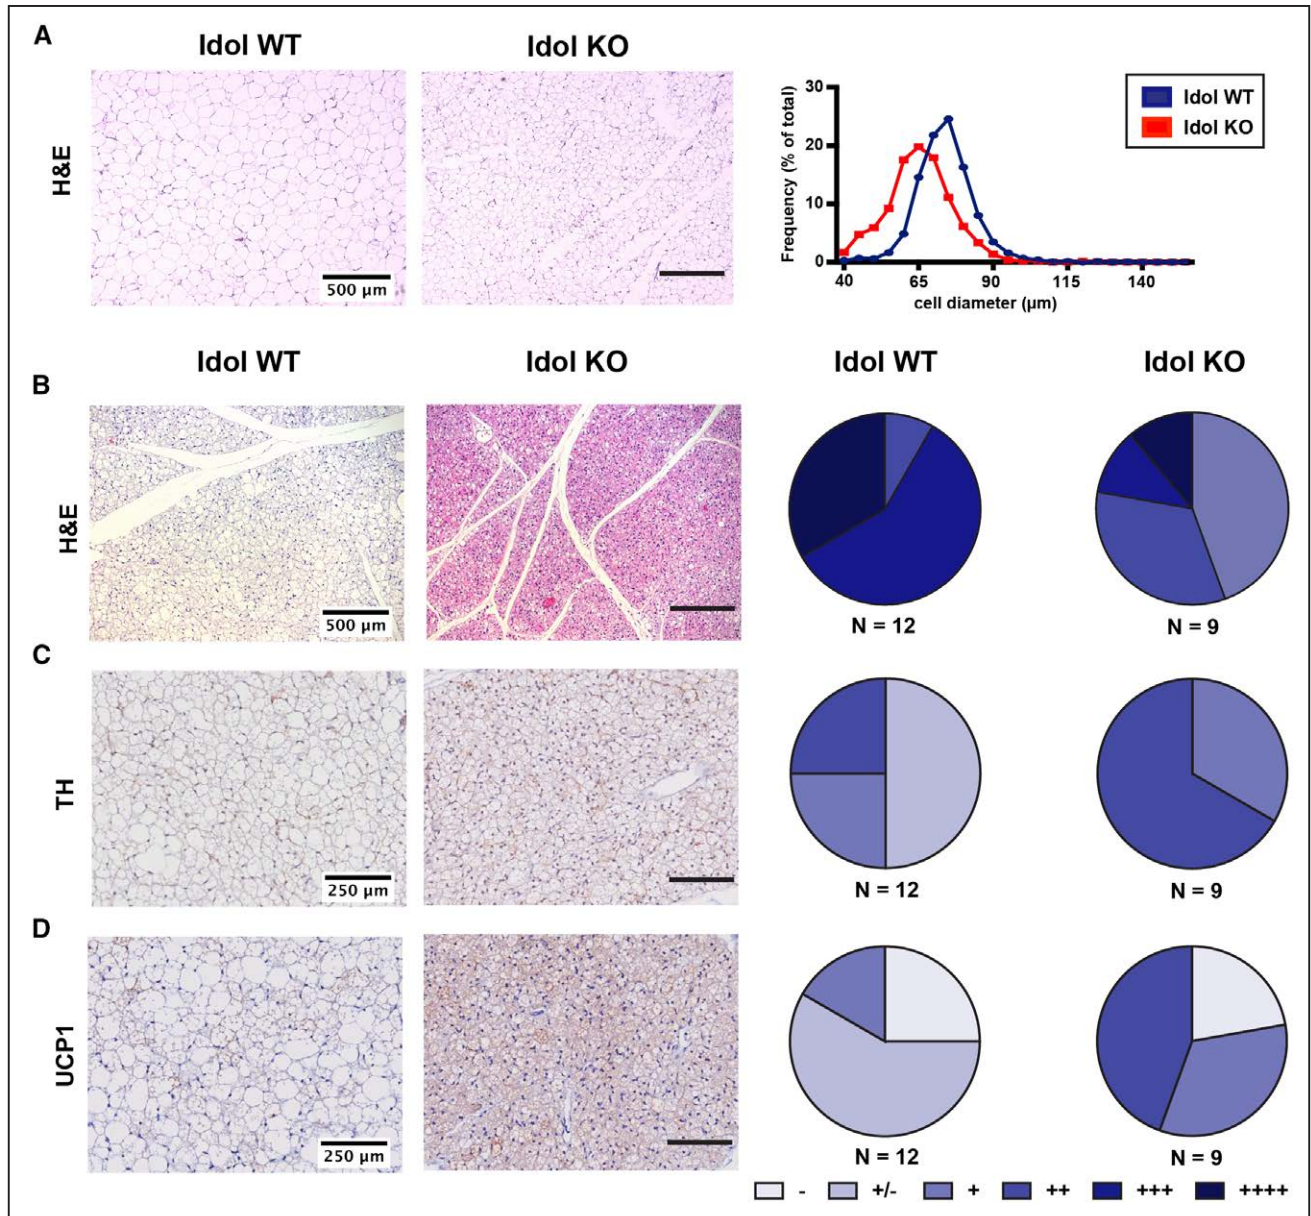 A
Idol WT
Idol KO
H&E
500 μm
Frequency (% of total)
30
20
10
0
40
65
90
115
140
cell diameter (μm)
Idol WT
Idol KO
B
Idol WT
Idol KO
Idol WT
Idol KO
H&E
500 μm
N = 12
N = 9
C
TH
250 μm
N = 12
N = 9
D
UCP1
250 μm
N = 12
N = 9
- +/- + ++ +++ ++++